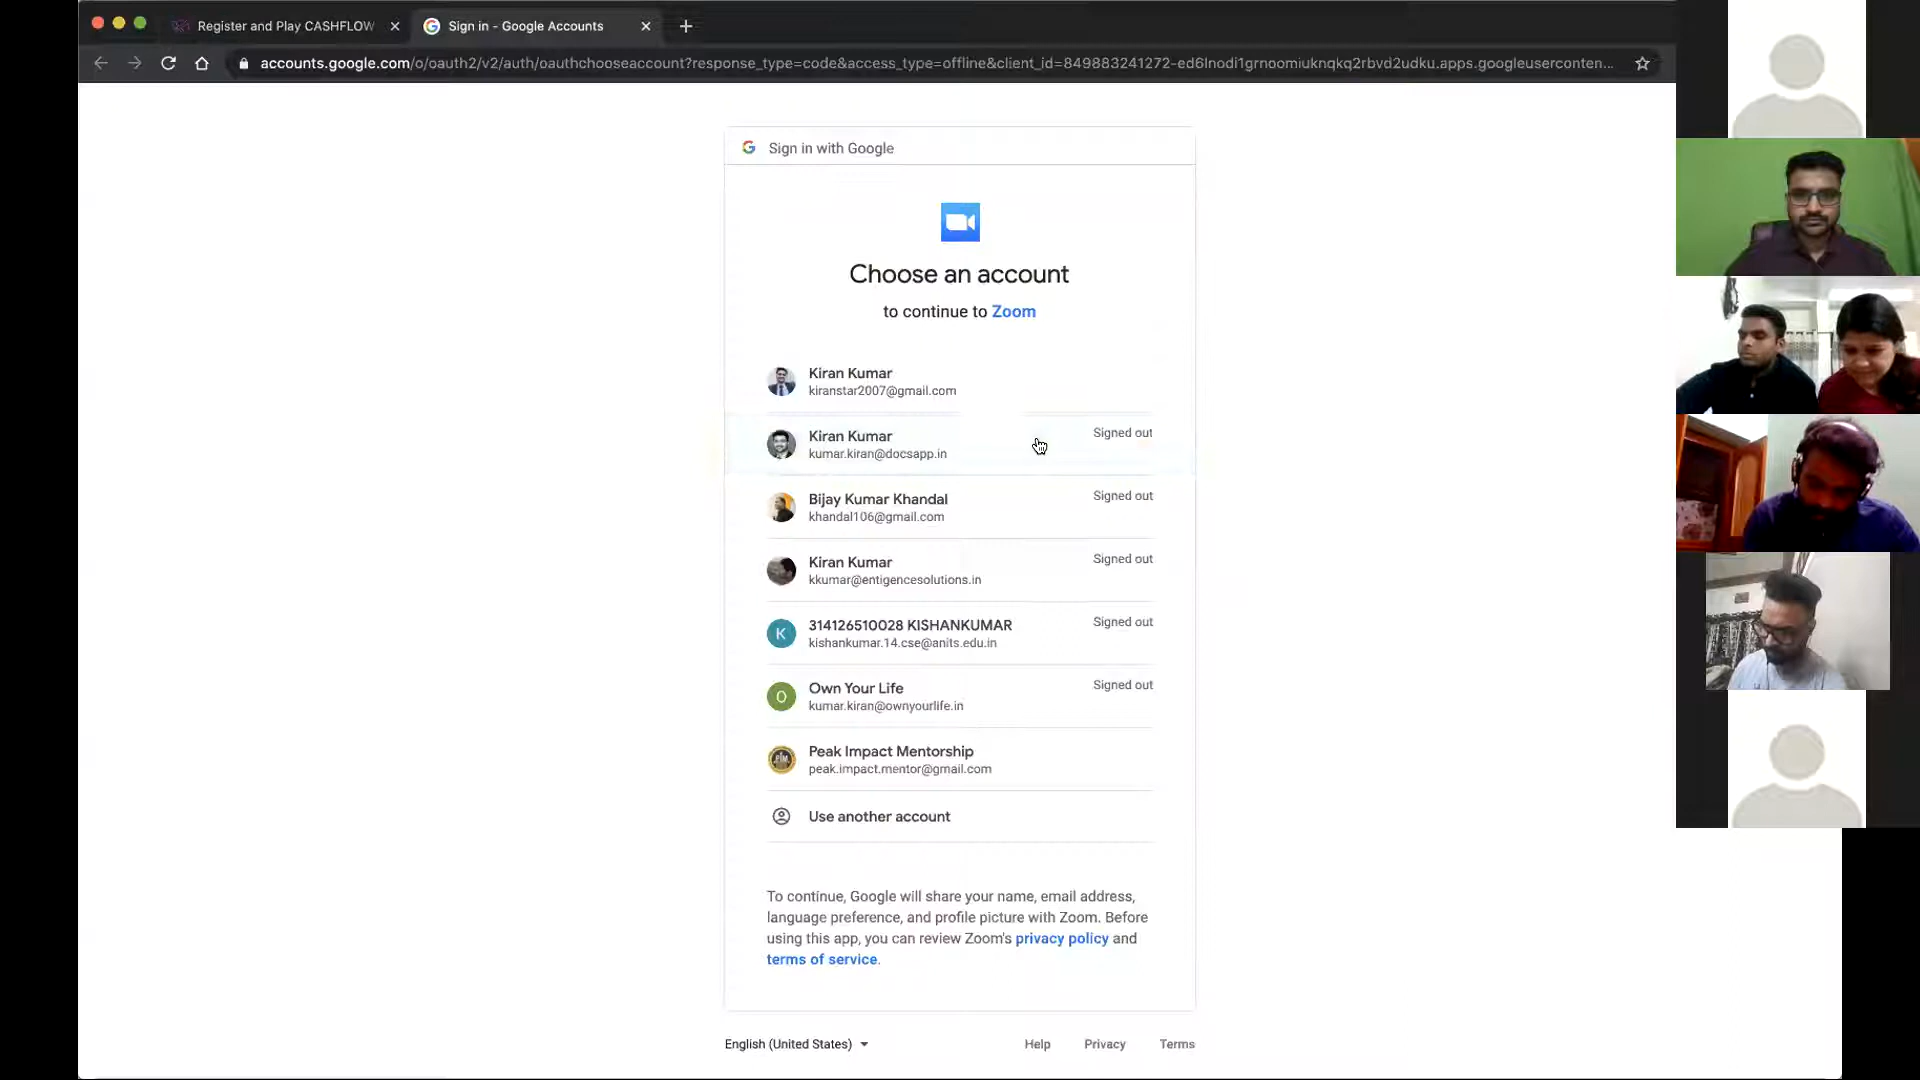 Register and Play CASHFLOW
Sign in - Google Accounts
accounts.google.com/o/oauth2/v2/auth/oauthchooseaccount?response_type=code&access_type=offline&client_id=849883241272-ed6lnodi1grnoomiuknqkq2rbvd2udku.apps.googleuserconten...
Sign in with Google
Choose an account
to continue to Zoom
Kiran Kumar
kiranstar2007@gmail.com
Kiran Kumar
Signed out
kumar.kiran@docsapp.in
Bijay Kumar Khandal
Signed out
khandal106@gmail.com
Kiran Kumar
Signed out
kkumar@entigencesolutions.in
K
314126510028 KISHANKUMAR
Signed out
kishankumar.14.cse@anits.edu.in
O
Own Your Life
Signed out
kumar.kiran@ownyourlife.in
Peak Impact Mentorship
peak.impact.mentor@gmail.com
Use another account
To continue, Google will share your name, email address,
language preference, and profile picture with Zoom. Before
using this app, you can review Zoom's privacy policy and
terms of service.
English (United States)
Help
Privacy
Terms